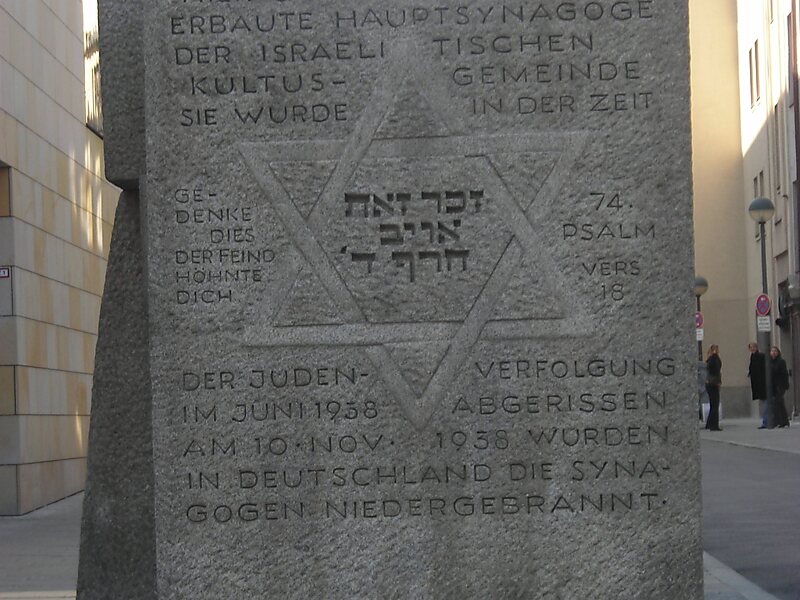 ERBAUTE HAUPTSYNAGOGE
DER ISRAELI TISCHEN
KULTUS- GEMEINDE
SIE WURDE IN DER ZEIT
GE-
DENKE
DIES
DER FEIND
HÖHNTE
DICH
זכר זאת
אויב
חרף ד'
74.
PSALM
VERS
18
DER JUDEN- VERFOLGUNG
IM JUNI 1938 ABGERISSEN
AM 10·NOV· 1938 WURDEN
IN DEUTSCHLAND DIE SYNA-
GOGEN NIEDERGEBRANNT·